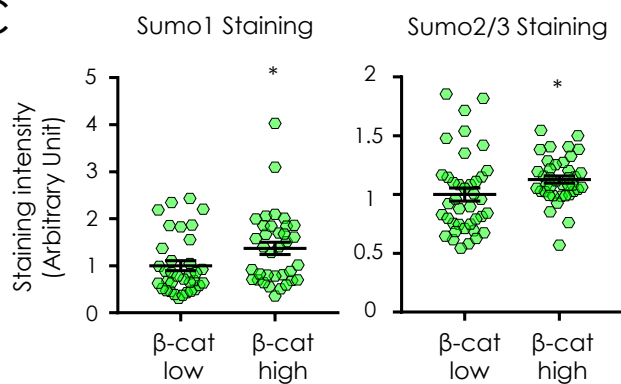 C
Sumo1 Staining
Sumo2/3 Staining
Staining intensity
(Arbitrary Unit)
5
4
3
2
1
0
*
β-cat
low
β-cat
high
2
1.5
1
0.5
0
*
β-cat
low
β-cat
high